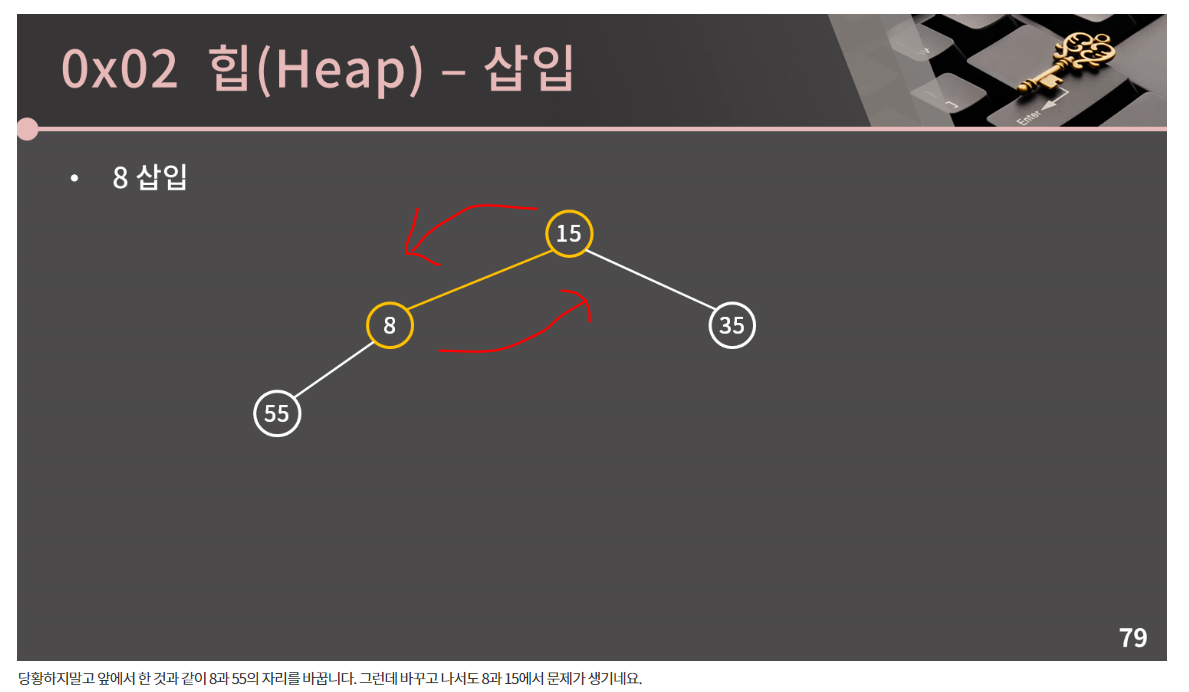 0x02 힙(Heap) – 삽입
Enter
• 8 삽입
15
8
35
55
79
당황하지말고 앞에서 한 것과 같이 8과 55의 자리를 바꿉니다. 그런데 바꾸고 나서도 8과 15에서 문제가 생기네요.